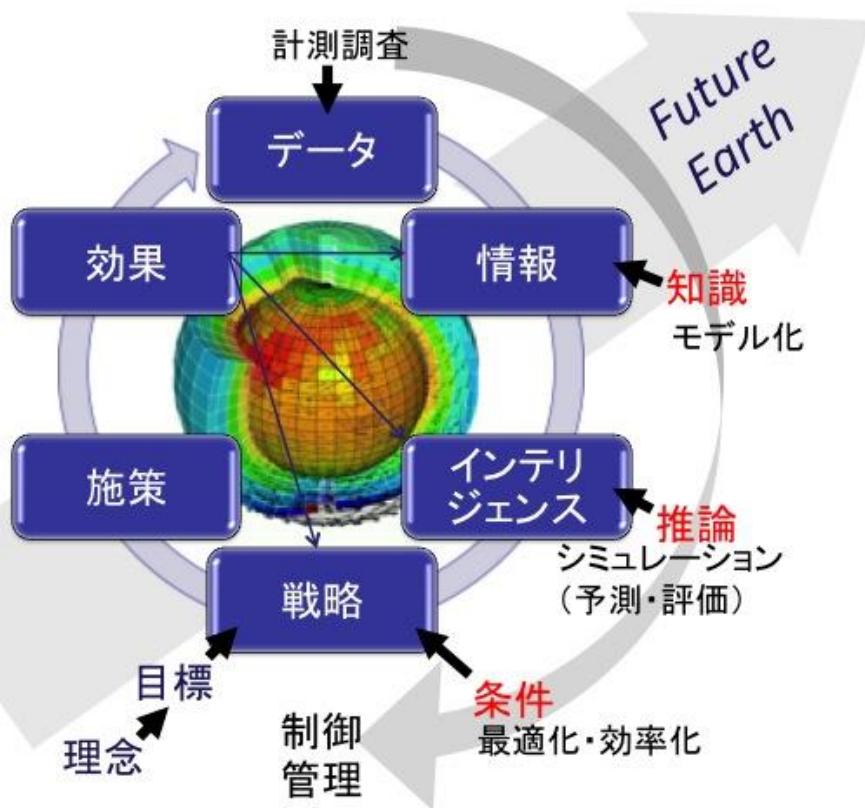 計測調査
データ
Future
Earth
効果
情報
知識
モデル化
施策
インテリ
ジェンス
推論
シミュレーション
（予測・評価）
戦略
目標
理念
条件
最適化・効率化
制御
管理